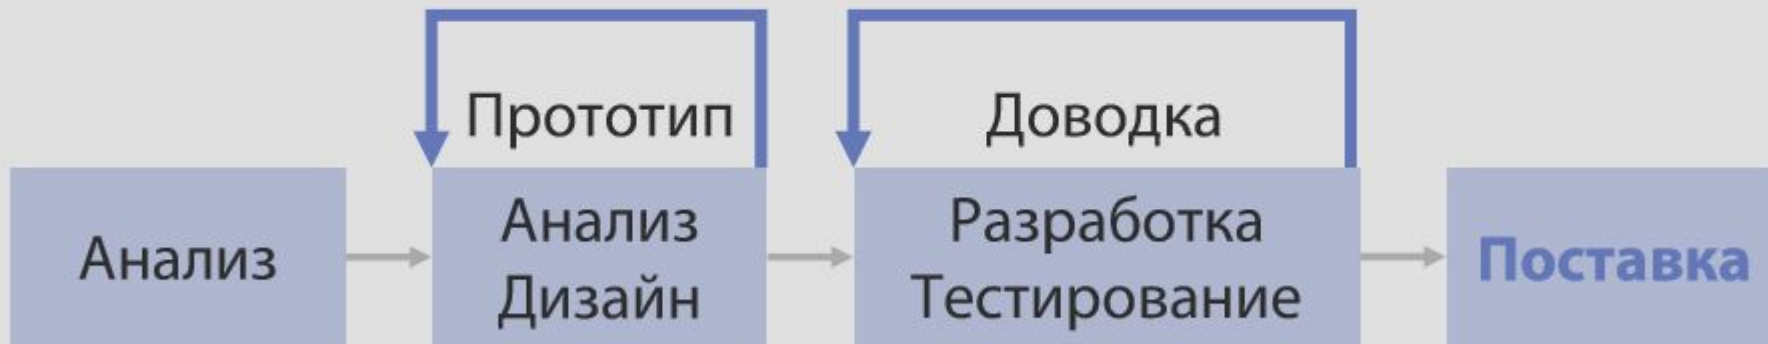 Прототип
Доводка
Анализ
Анализ
Дизайн
Разработка
Тестирование
Поставка